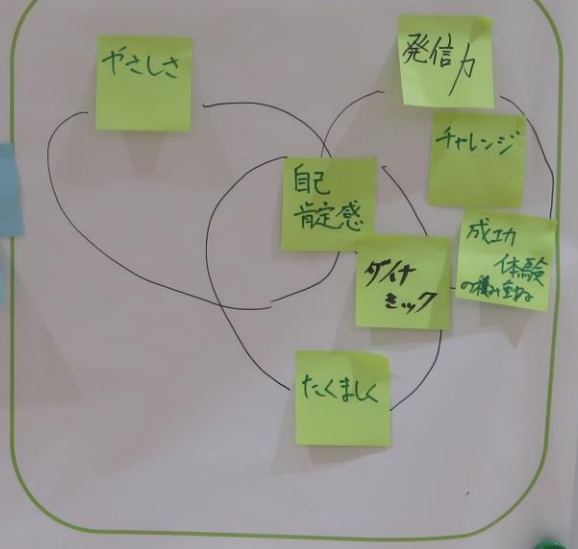 やさしさ
発信力
チャレンジ
自己
肯定感
成功
体験
の積み重ね
ダイナ
ミック
たくましく